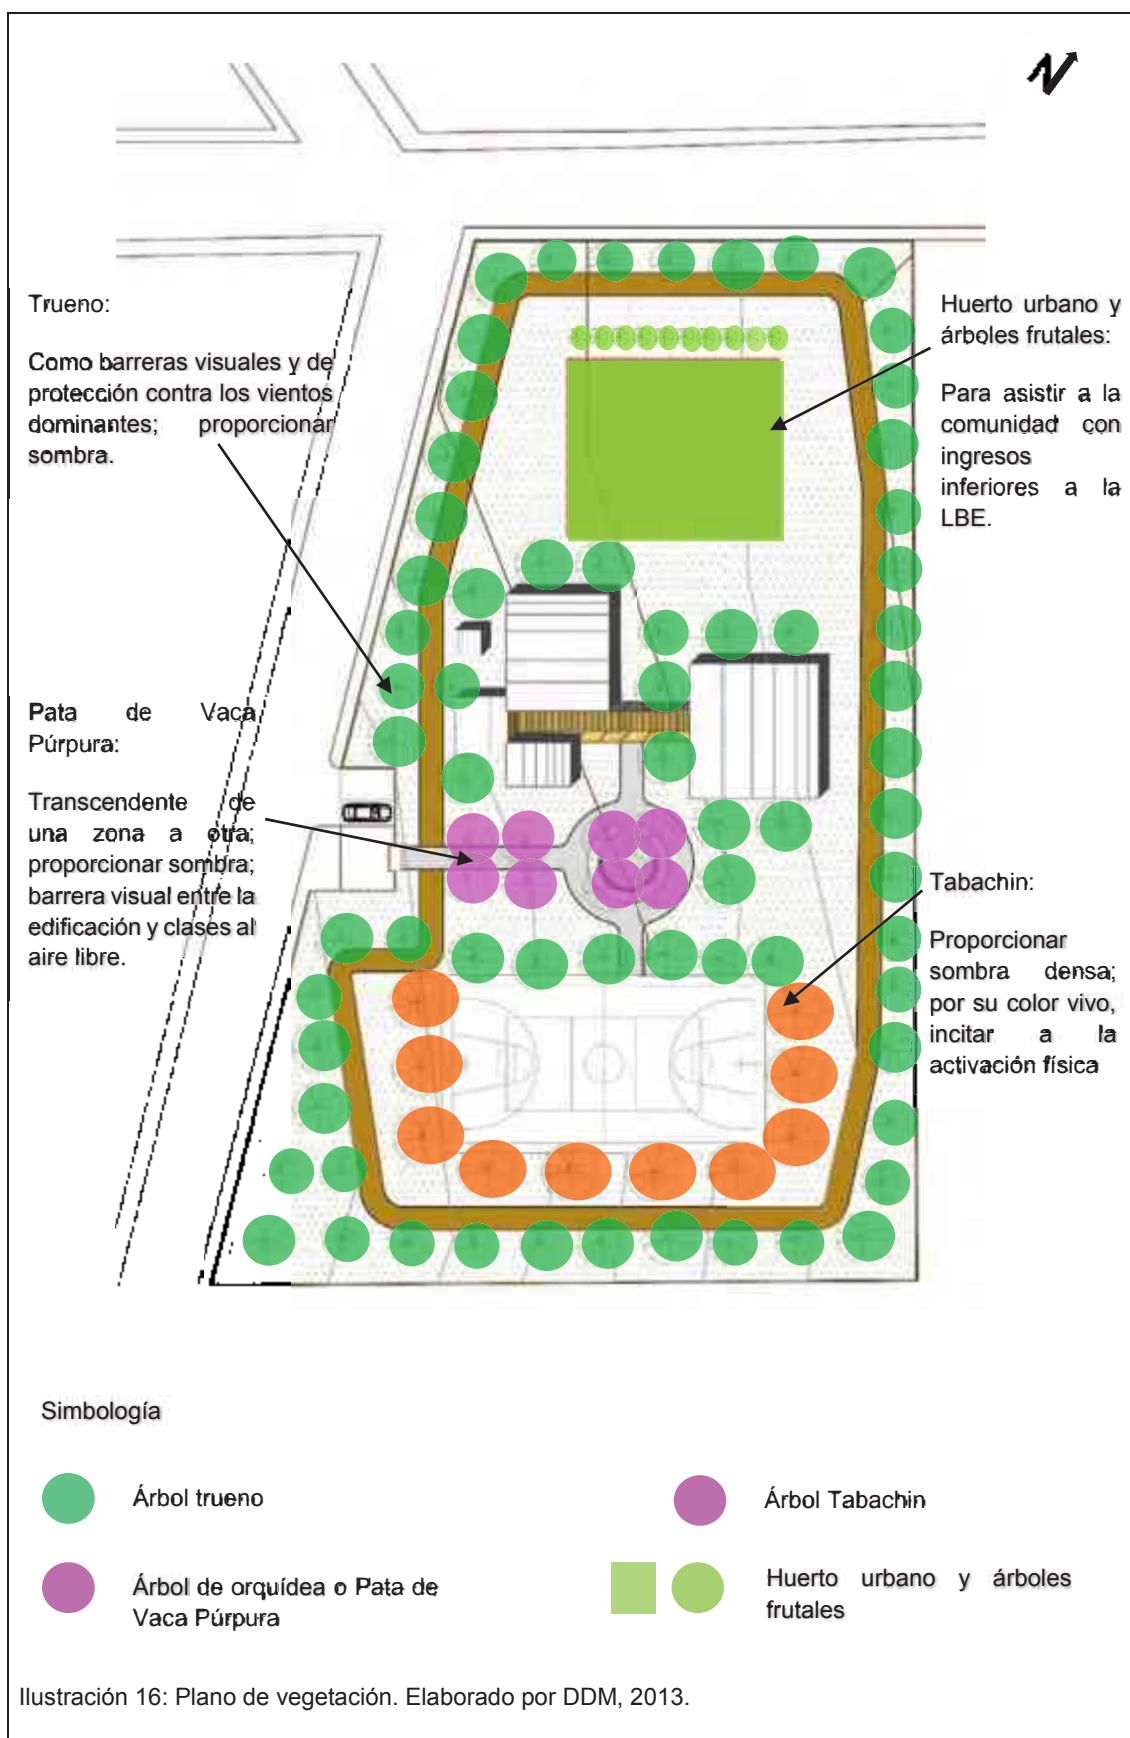 N
Trueno:
Como barreras visuales y de
protección contra los vientos
dominantes; proporcionar
sombra.
Huerto urbano y
árboles frutales:
Para asistir a la
comunidad con
ingresos
inferiores a la
LBE.
Pata de Vaca
Púrpura:
Transcendente de
una zona a otra;
proporcionar sombra;
barrera visual entre la
edificación y clases al
aire libre.
Tabachin:
Proporcionar
sombra densa;
por su color vivo,
incitar a la
activación física
Simbología
Árbol trueno
Árbol Tabachin
Árbol de orquídea o Pata de
Vaca Púrpura
Huerto urbano y árboles
frutales
Ilustración 16: Plano de vegetación. Elaborado por DDM, 2013.